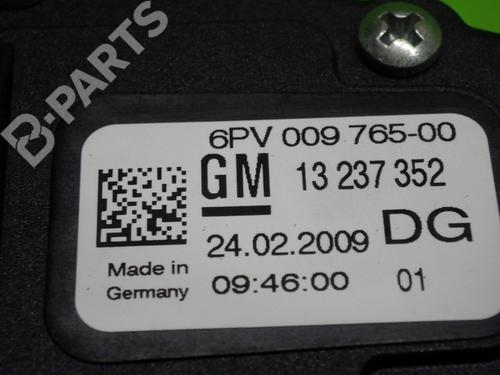 B-PARTS
6PV 009 765-00
GM 13 237 352
24.02.2009 DG
Made in
Germany
09:46:00 01